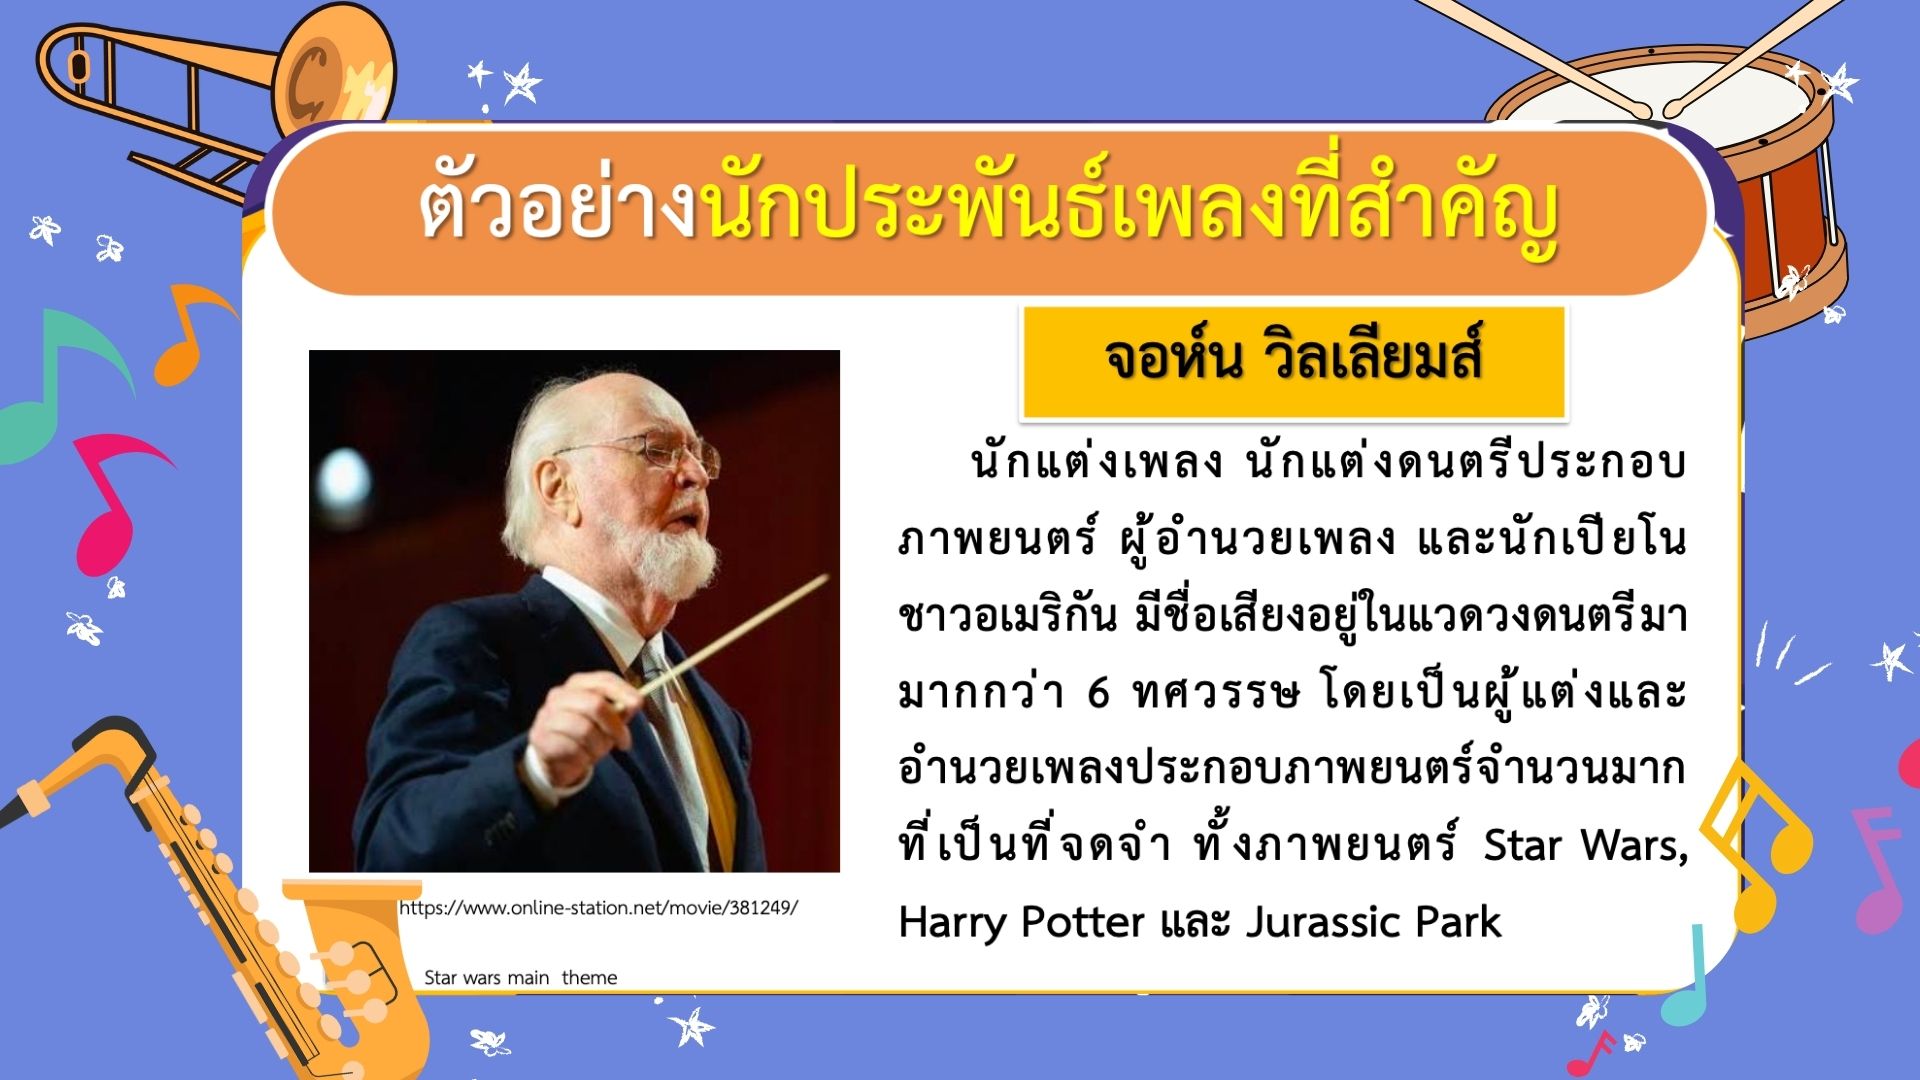 ตัวอย่างนักประพันธ์เพลงที่สำคัญ
จอห์น วิลเลียมส์
นักแต่งเพลง นักแต่งดนตรีประกอบ
ภาพยนตร์ ผู้อำนวยเพลง และนักเปียโน
ชาวอเมริกัน มีชื่อเสียงอยู่ในแวดวงดนตรีมา
มากกว่า 6 ทศวรรษ โดยเป็นผู้แต่งและ
อำนวยเพลงประกอบภาพยนตร์จำนวนมาก
ที่เป็นที่จดจำ ทั้งภาพยนตร์ Star Wars,
Harry Potter และ Jurassic Park
https://www.online-station.net/movie/381249/
Star wars main theme